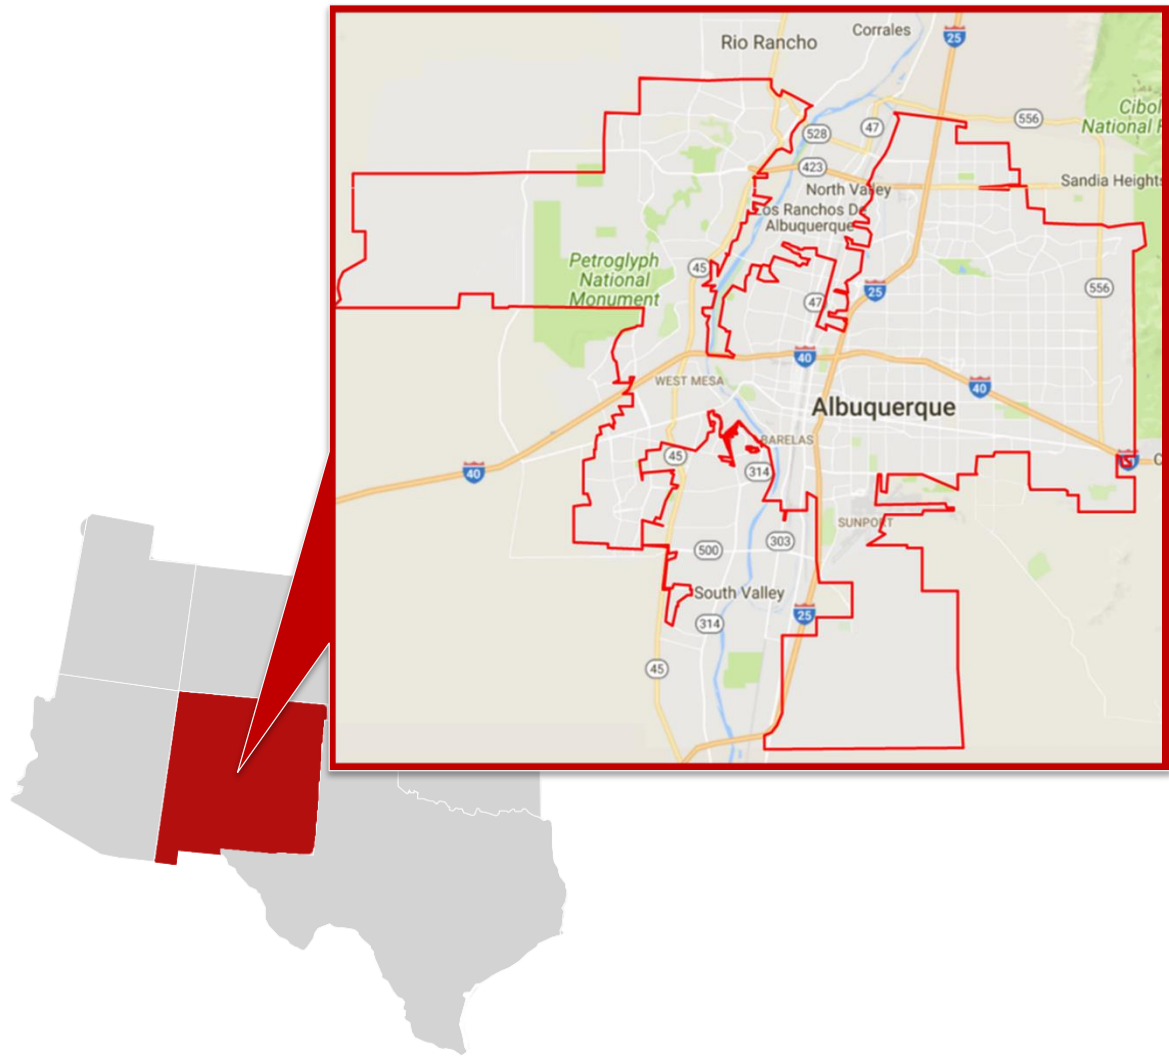 Corrales
25
Rio Rancho
Cibol
National F
556
47
528
423
Sandia Heights
North Valley
Los Ranchos De
Albuquerque
Petroglyph
National
Monument
45
556
25
47
40
WEST MESA
40
Albuquerque
BARELAS
45
314
40
C
SUNPORT
303
500
South Valley
25
314
45